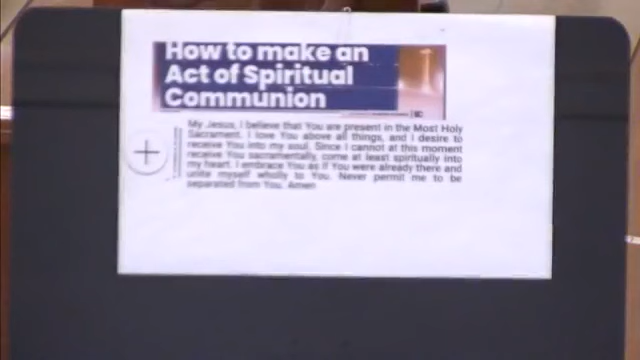 How to make an
Act of Spiritual
Communion
My Jesus, I believe that You are present in the Most Holy
Sacrament. I love You above all things, and I desire to
receive You into my soul. Since I cannot at this moment
receive You sacramentally, come at least spiritually into
my heart. I embrace You as if You were already there and
unite myself wholly to You. Never permit me to be
separated from You. Amen